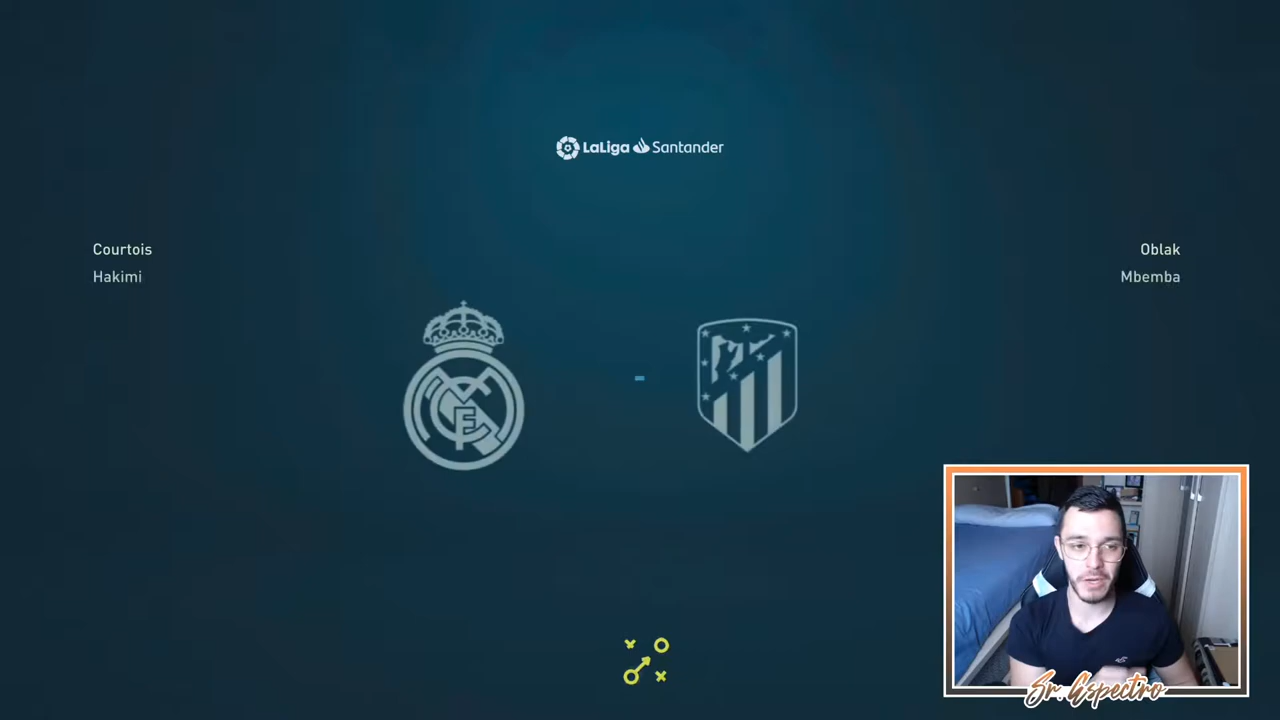 LaLiga Santander
Courtois
Hakimi
Oblak
Mbemba
Sr. Espectro